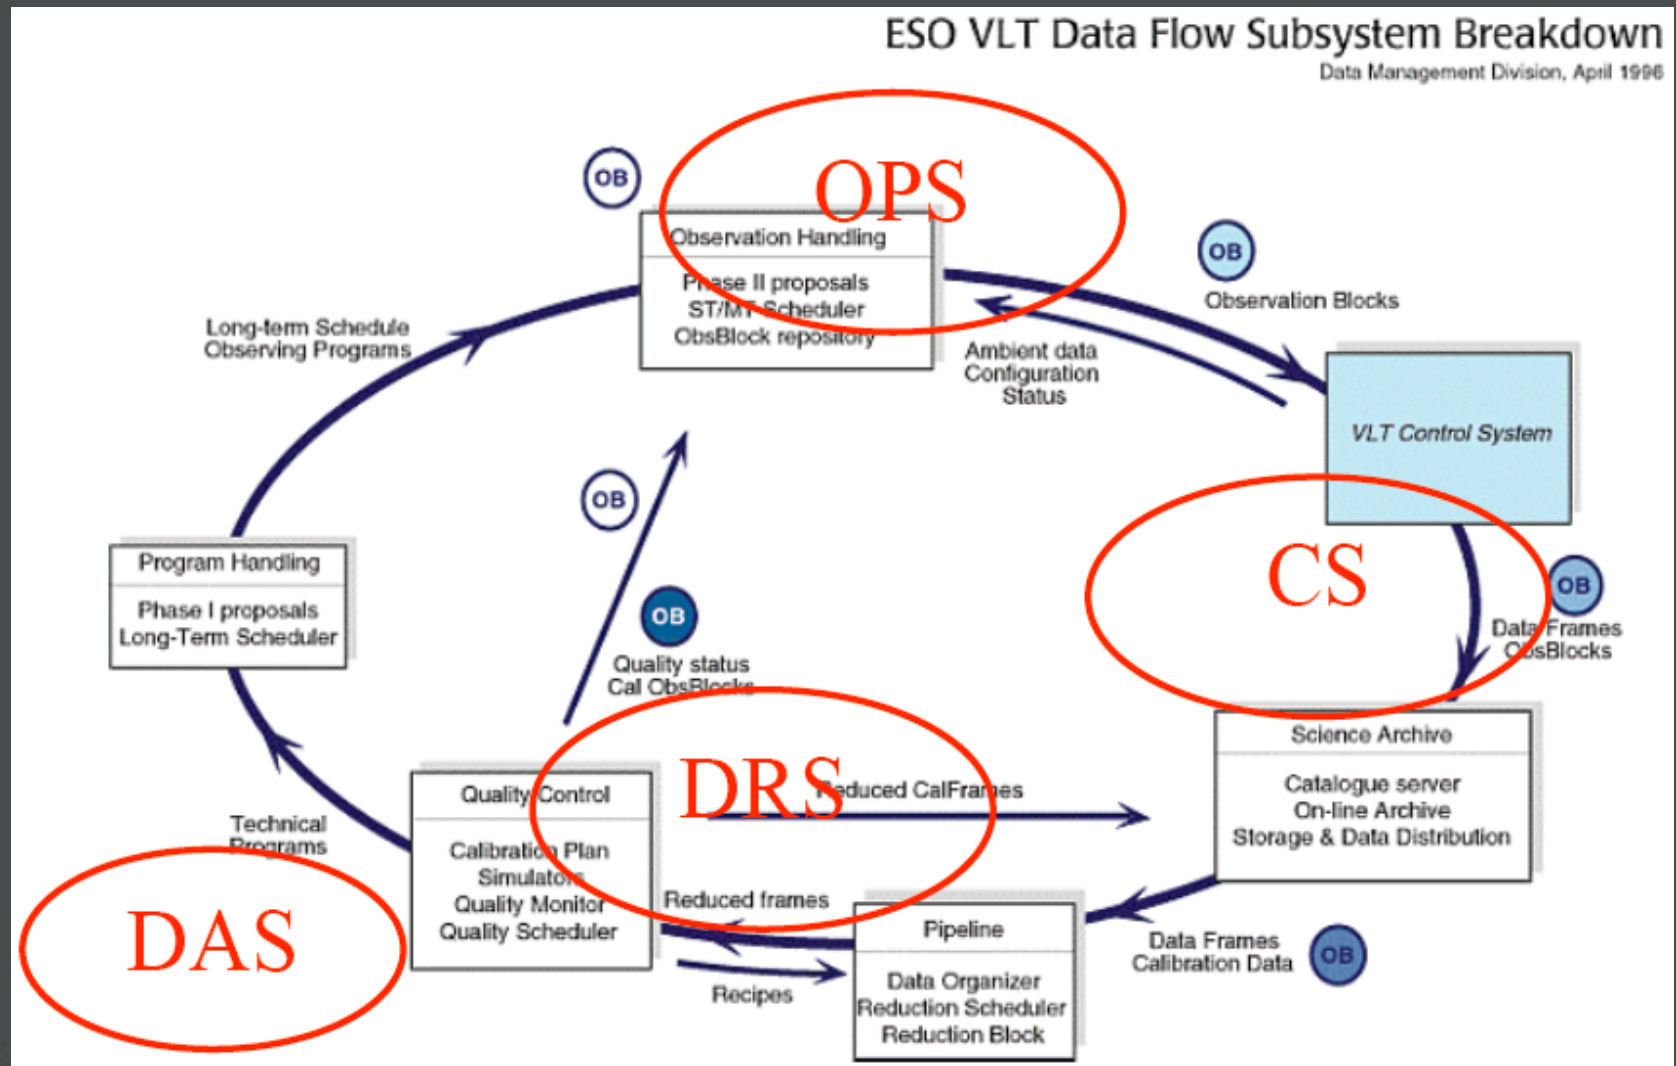 ESO VLT Data Flow Subsystem Breakdown
Data Management Division, April 1996
OPS
OB
Observation Handling
Phase II proposals
ST/MT Scheduler
ObsBlock repository
OB
Observation Blocks
Long-term Schedule
Observing Programs
Ambient data
Configuration
Status
VLT Control System
OB
CS
OB
Data Frames
ObsBlocks
Program Handling
Phase I proposals
Long-Term Scheduler
OB
Quality status
Cal ObsBlocks
Science Archive
Catalogue server
On-line Archive
Storage & Data Distribution
DRS
Reduced CalFrames
Quality Control
Calibration Plan
Simulators
Quality Monitor
Quality Scheduler
Technical
Programs
DAS
Reduced frames
Recipes
Pipeline
Data Organizer
Reduction Scheduler
Reduction Block
Data Frames
Calibration Data
OB